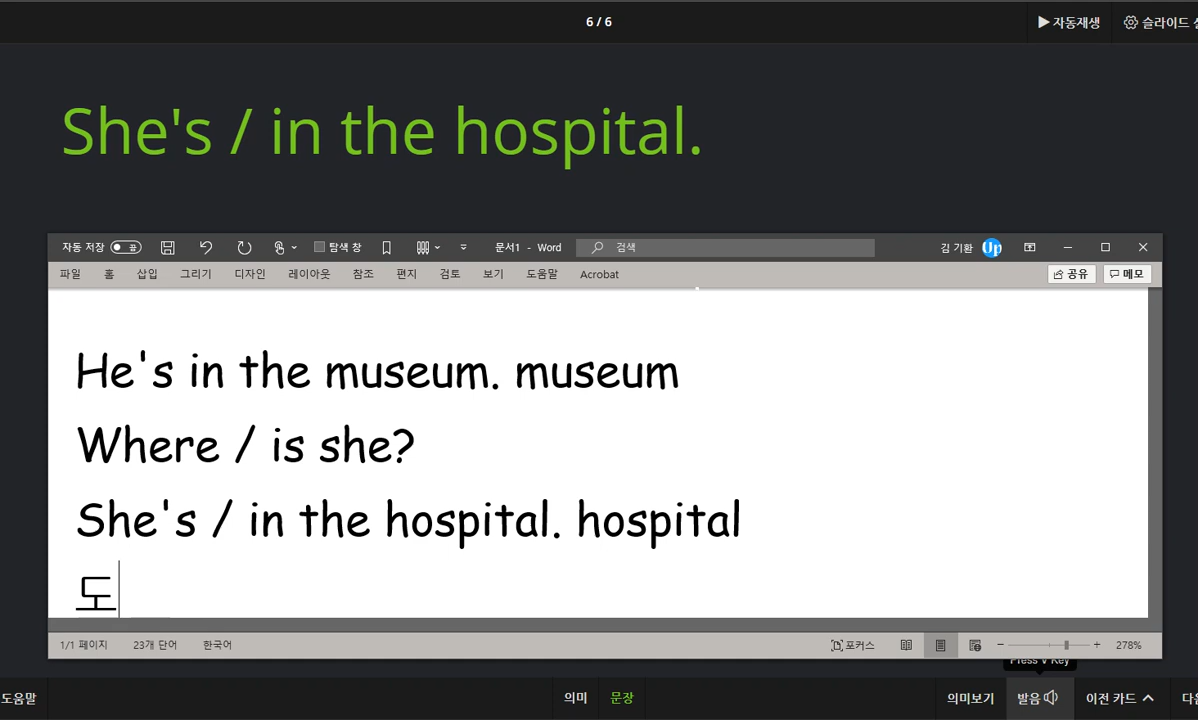 6 / 6
자동재생
슬라이드
She's / in the hospital.
자동 저장
탐색 창
문서1 - Word
검색
김 기환
Up
파일 홈 삽입 그리기 디자인 레이아웃 참조 편지 검토 보기 도움말 Acrobat
공유
메모
He's in the museum. museum
Where / is she?
She's / in the hospital. hospital
도
1/1 페이지 23개 단어 한국어
포커스
278%
Press V Key
도움말
의미
문장
의미보기
발음
이전 카드